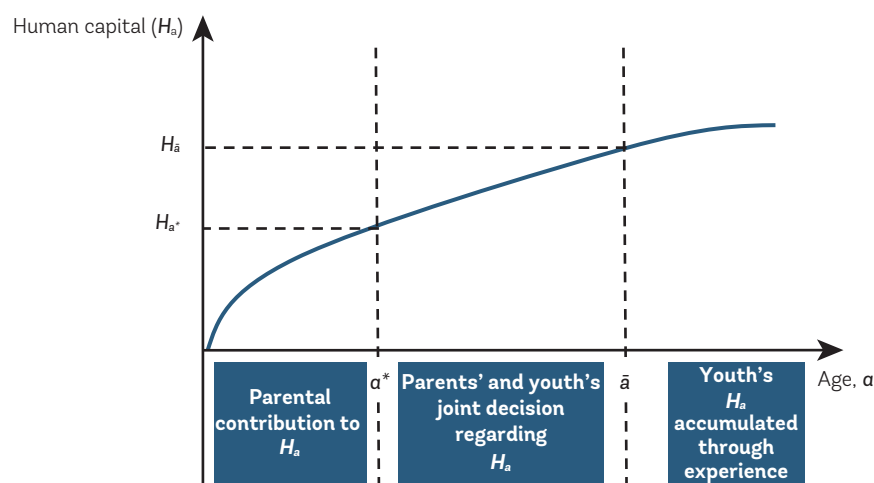 Human capital (Hₐ)
Hā
Hₐ*
a*
ā
Age, a
Parental
contribution to
Hₐ
Parents' and youth's
joint decision
regarding
Hₐ
Youth's
Hₐ
accumulated
through
experience